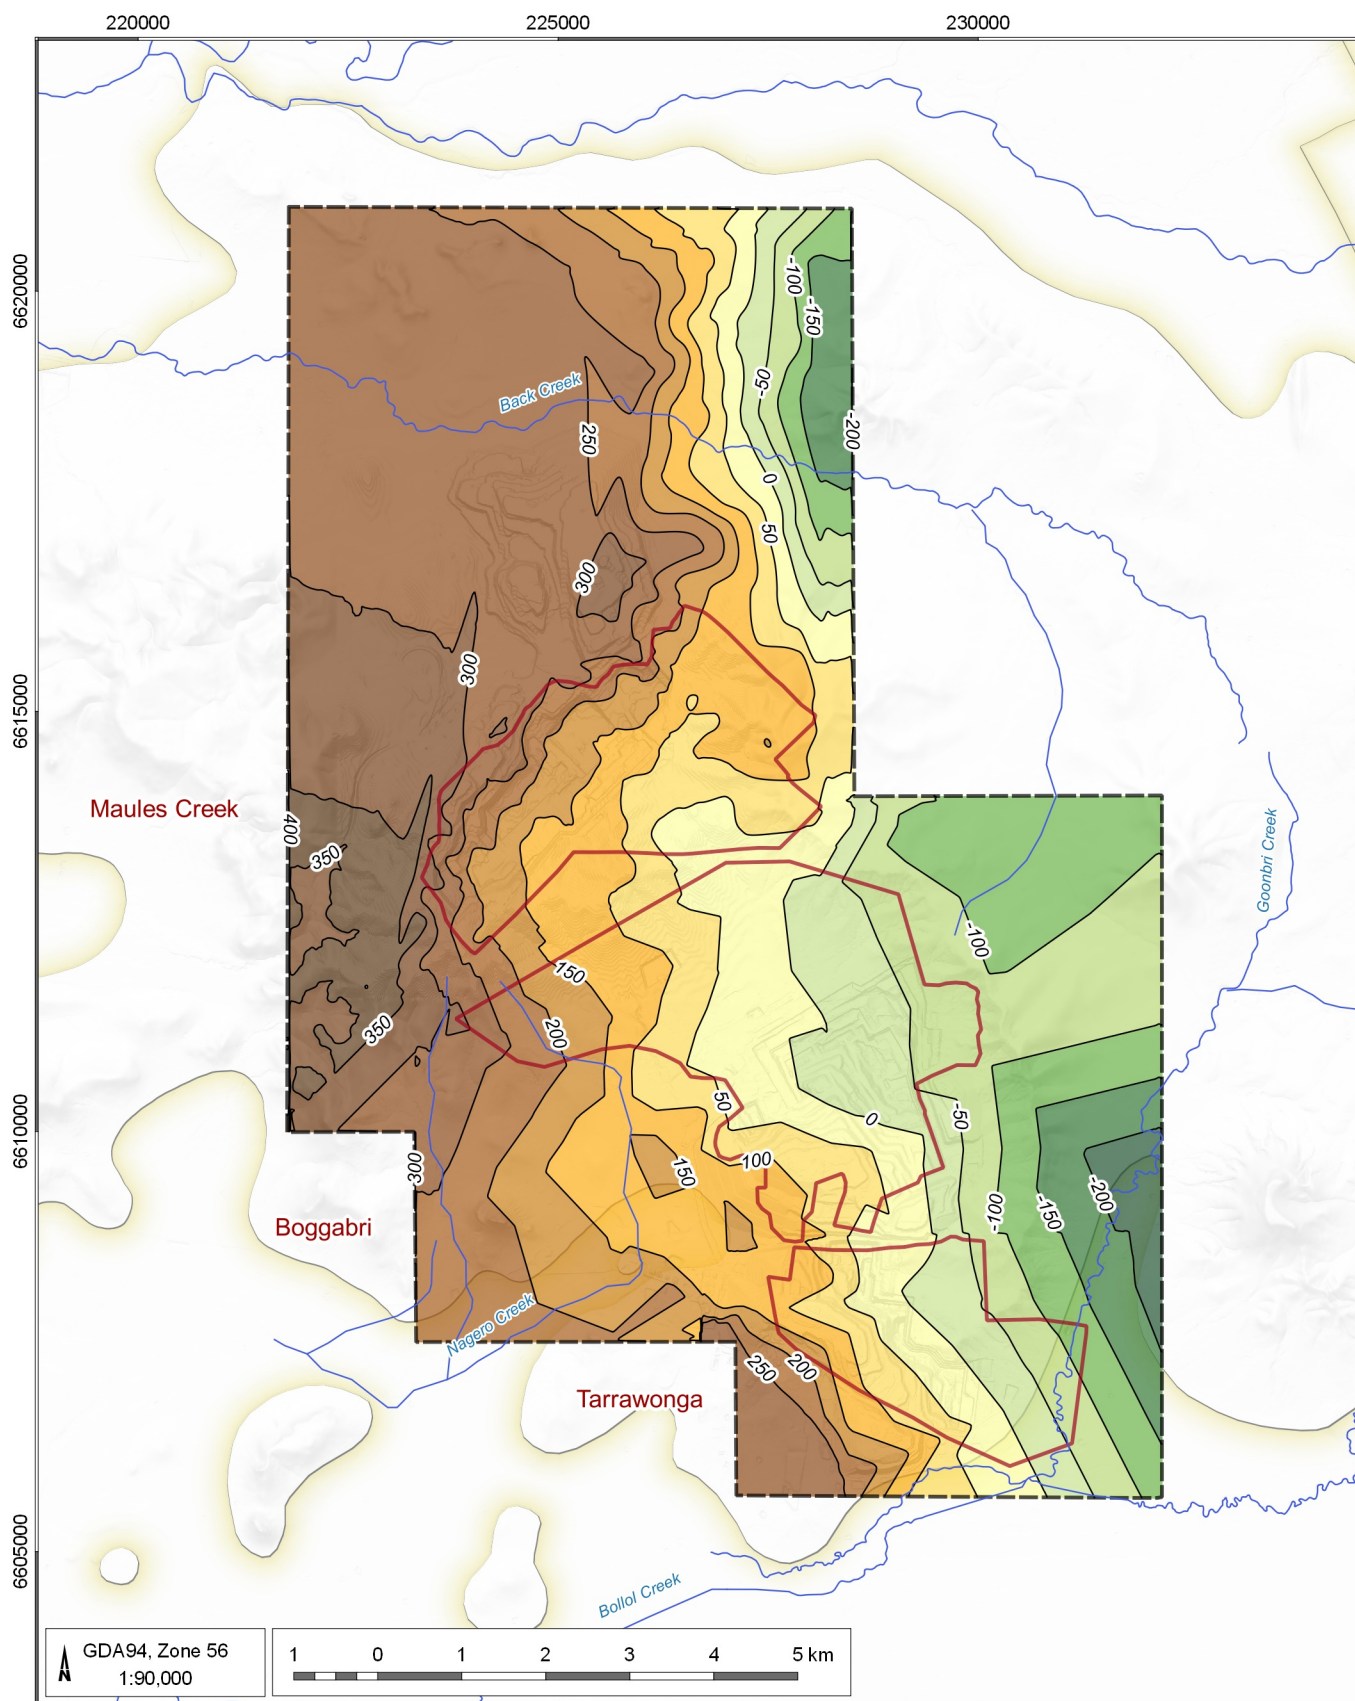 220000 225000 230000
6620000
-100
-150
-50
Back Creek
-200
250
0
50
300
300
6615000
Maules Creek
400
350
Goonbri Creek
-100
150
350
200
50
-50
0
6610000
100
300
150
-200
-100
-150
Boggabri
Nagero Creek
250
200
Tarrawonga
6605000
Bollol Creek
N
GDA94, Zone 56
1:90,000
1 0 1 2 3 4 5 km